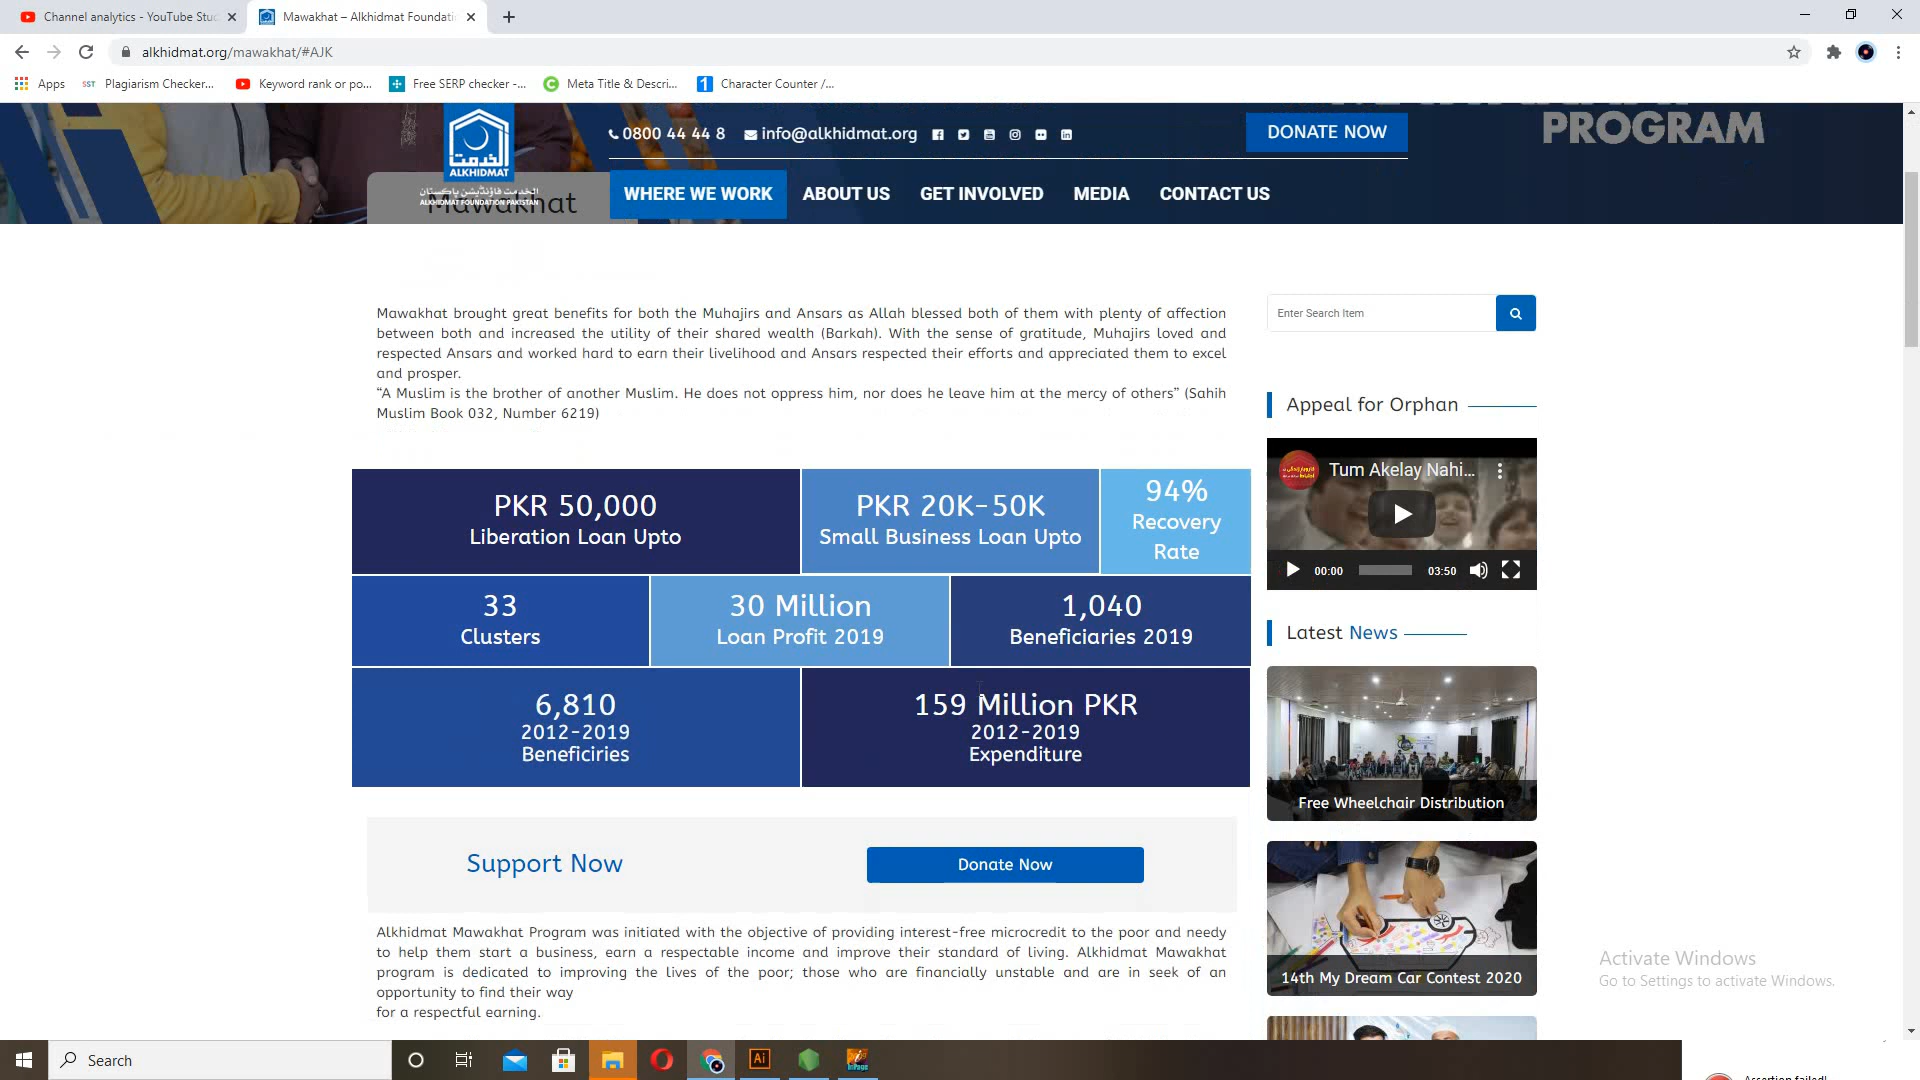 Channel analytics - YouTube Stu
Mawakhat – Alkhidmat Foundati
alkhidmat.org/mawakhat/#AJK
Apps
SST
Plagiarism Checker...
Keyword rank or po...
Free SERP checker -...
Meta Title & Descri...
1
Character Counter /...
الخدمت
ALKHIDMAT
الخدمت فاؤنڈیشن پاکستان
ALKHIDMAT FOUNDATION PAKISTAN
0800 44 44 8
info@alkhidmat.org
DONATE NOW
PROGRAM
Mawakhat
WHERE WE WORK
ABOUT US
GET INVOLVED
MEDIA
CONTACT US
Mawakhat brought great benefits for both the Muhajirs and Ansars as Allah blessed both of them with plenty of affection
between both and increased the utility of their shared wealth (Barkah). With the sense of gratitude, Muhajirs loved and
respected Ansars and worked hard to earn their livelihood and Ansars respected their efforts and appreciated them to excel
and prosper.
“A Muslim is the brother of another Muslim. He does not oppress him, nor does he leave him at the mercy of others” (Sahih
Muslim Book 032, Number 6219)
PKR 50,000
Liberation Loan Upto
PKR 20K-50K
Small Business Loan Upto
94%
Recovery
Rate
33
Clusters
30 Million
Loan Profit 2019
1,040
Beneficiaries 2019
6,810
2012-2019
Beneficiries
159 Million PKR
2012-2019
Expenditure
Support Now
Donate Now
Alkhidmat Mawakhat Program was initiated with the objective of providing interest-free microcredit to the poor and needy
to help them start a business, earn a respectable income and improve their standard of living. Alkhidmat Mawakhat
program is dedicated to improving the lives of the poor; those who are financially unstable and are in seek of an
opportunity to find their way
for a respectful earning.
Enter Search Item
Appeal for Orphan
Tum Akelay Nahi...
00:00
03:50
Latest News
Free Wheelchair Distribution
14th My Dream Car Contest 2020
Activate Windows
Go to Settings to activate Windows.
Search
Ai
InPage
Assertion failed!